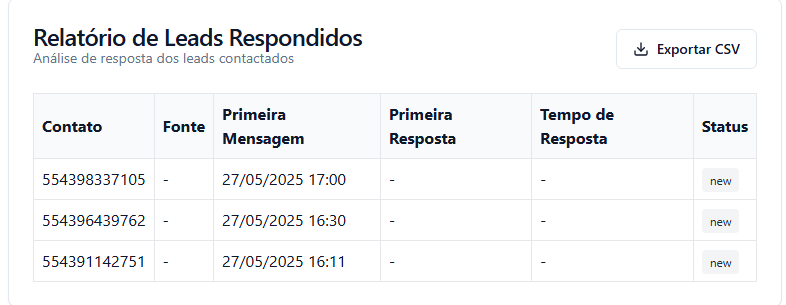 Relatório de Leads Respondidos
Análise de resposta dos leads contactados
Exportar CSV
Contato Fonte Primeira Mensagem Primeira Resposta Tempo de Resposta Status
554398337105 - 27/05/2025 17:00 - - new
554396439762 - 27/05/2025 16:30 - - new
554391142751 - 27/05/2025 16:11 - - new